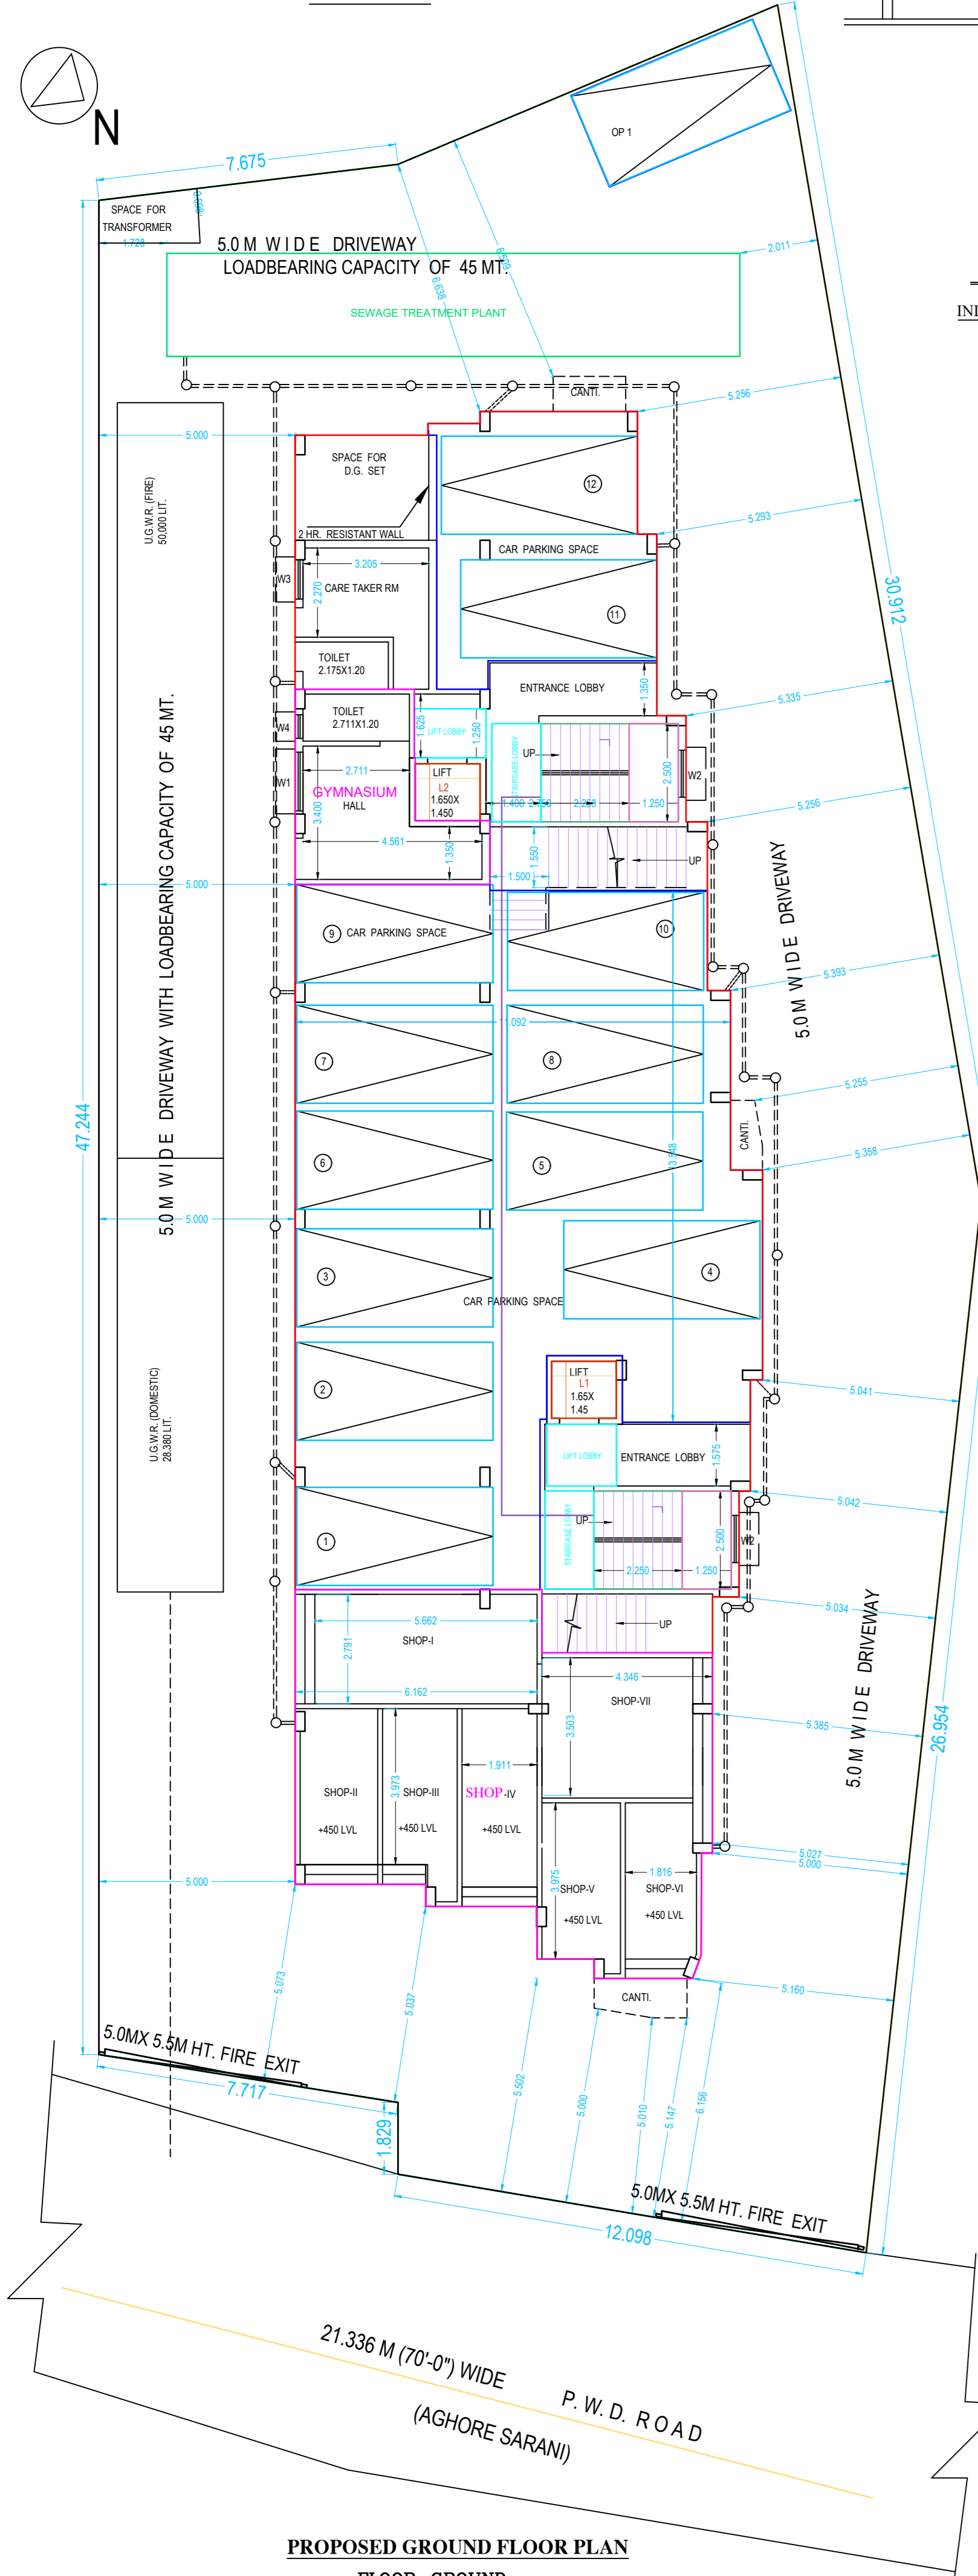 N
7.675
OP 1
SPACE FOR
TRANSFORMER
1.728
5.0 M W I D E DRIVEWAY
LOADBEARING CAPACITY OF 45 MT.
2.011
6.509
6.638
SEWAGE TREATMENT PLANT
CANTI.
5.256
5.000
SPACE FOR
D.G. SET
12
U.G.W.R. (FIRE)
50,000 LIT.
5.293
2 HR. RESISTANT WALL
CAR PARKING SPACE
W3
3.205
2.270
CARE TAKER RM
11
30.912
TOILET
2.175X1.20
ENTRANCE LOBBY
1.350
5.335
TOILET
2.711X1.20
W4
1.625
LIFT LOBBY
1.250
STAIRCASE LOBBY
UP
2.500
W2
W1
2.711
GYMNASIUM
HALL
3.400
LIFT
L2
1.650X
1.450
1.400
2.250
1.250
5.256
4.561
1.350
1.550
UP
1.500
5.000
5.0 M WIDE DRIVEWAY WITH LOADBEARING CAPACITY OF 45 MT.
5.0 M W I D E DRIVEWAY
9
CAR PARKING SPACE
10
5.393
11.092
7
8
5.255
47.244
CANTI.
13.548
5.358
6
5
5.000
3
4
CAR PARKING SPACE
LIFT
L1
1.65X
1.45
5.041
2
U.G.W.R. (DOMESTIC)
28.380 LIT.
LIFT LOBBY
ENTRANCE LOBBY
1.575
5.042
STAIRCASE LOBBY
UP
2.500
W2
1
2.250
1.250
5.034
5.662
UP
2.791
SHOP-I
5.0 M W I D E DRIVEWAY
6.162
4.346
SHOP-VII
3.503
5.385
26.954
1.911
SHOP-II
3.973
SHOP-III
SHOP-IV
+450 LVL
+450 LVL
+450 LVL
5.027
5.000
1.816
5.000
3.975
SHOP-V
SHOP-VI
+450 LVL
+450 LVL
5.073
5.037
5.160
CANTI.
5.502
5.000
5.010
5.147
6.156
5.0MX 5.5M HT. FIRE EXIT
7.717
1.829
5.0MX 5.5M HT. FIRE EXIT
12.098
21.336 M (70'-0") WIDE P. W. D. R O A D
(AGHORE SARANI)
PROPOSED GROUND FLOOR PLAN